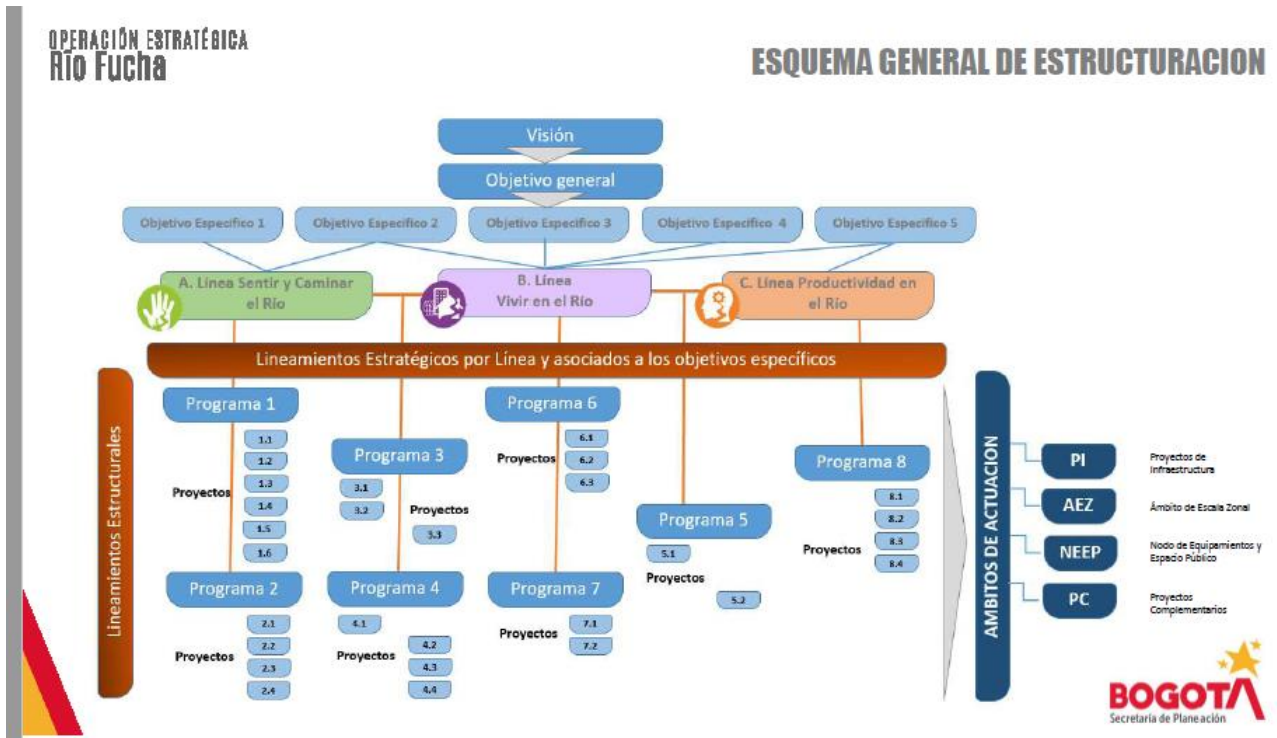 OPERACIÓN ESTRATÉGICA
Río Fucha
ESQUEMA GENERAL DE ESTRUCTURACION
Visión
Objetivo general
Objetivo Específico 1
Objetivo Específico 2
Objetivo Específico 3
Objetivo Específico 4
Objetivo Específico 5
A. Línea Sentir y Caminar
el Río
B. Línea
Vivir en el Río
C. Línea Productividad en
el Río
Lineamientos Estratégicos por Línea y asociados a los objetivos específicos
Lineamientos Estructurales
Programa 1
1.1
1.2
1.3
Proyectos
1.4
1.5
1.6
Programa 2
2.1
2.2
Proyectos
2.3
2.4
Programa 3
3.1
3.2
Proyectos
3.3
Programa 4
4.1
4.2
Proyectos
4.3
4.4
Programa 6
6.1
Proyectos
6.2
6.3
Programa 7
7.1
Proyectos
7.2
Programa 5
5.1
Proyectos
5.2
Programa 8
8.1
8.2
8.3
Proyectos
8.4
AMBITOS DE ACTUACION
PI
Proyectos de
Infraestructura
AEZ
Ámbito de Escala Zonal
NEEP
Nodo de Equipamientos y
Espacio Público
PC
Proyectos
Complementarios
BOGOTÁ
Secretaría de Planeación